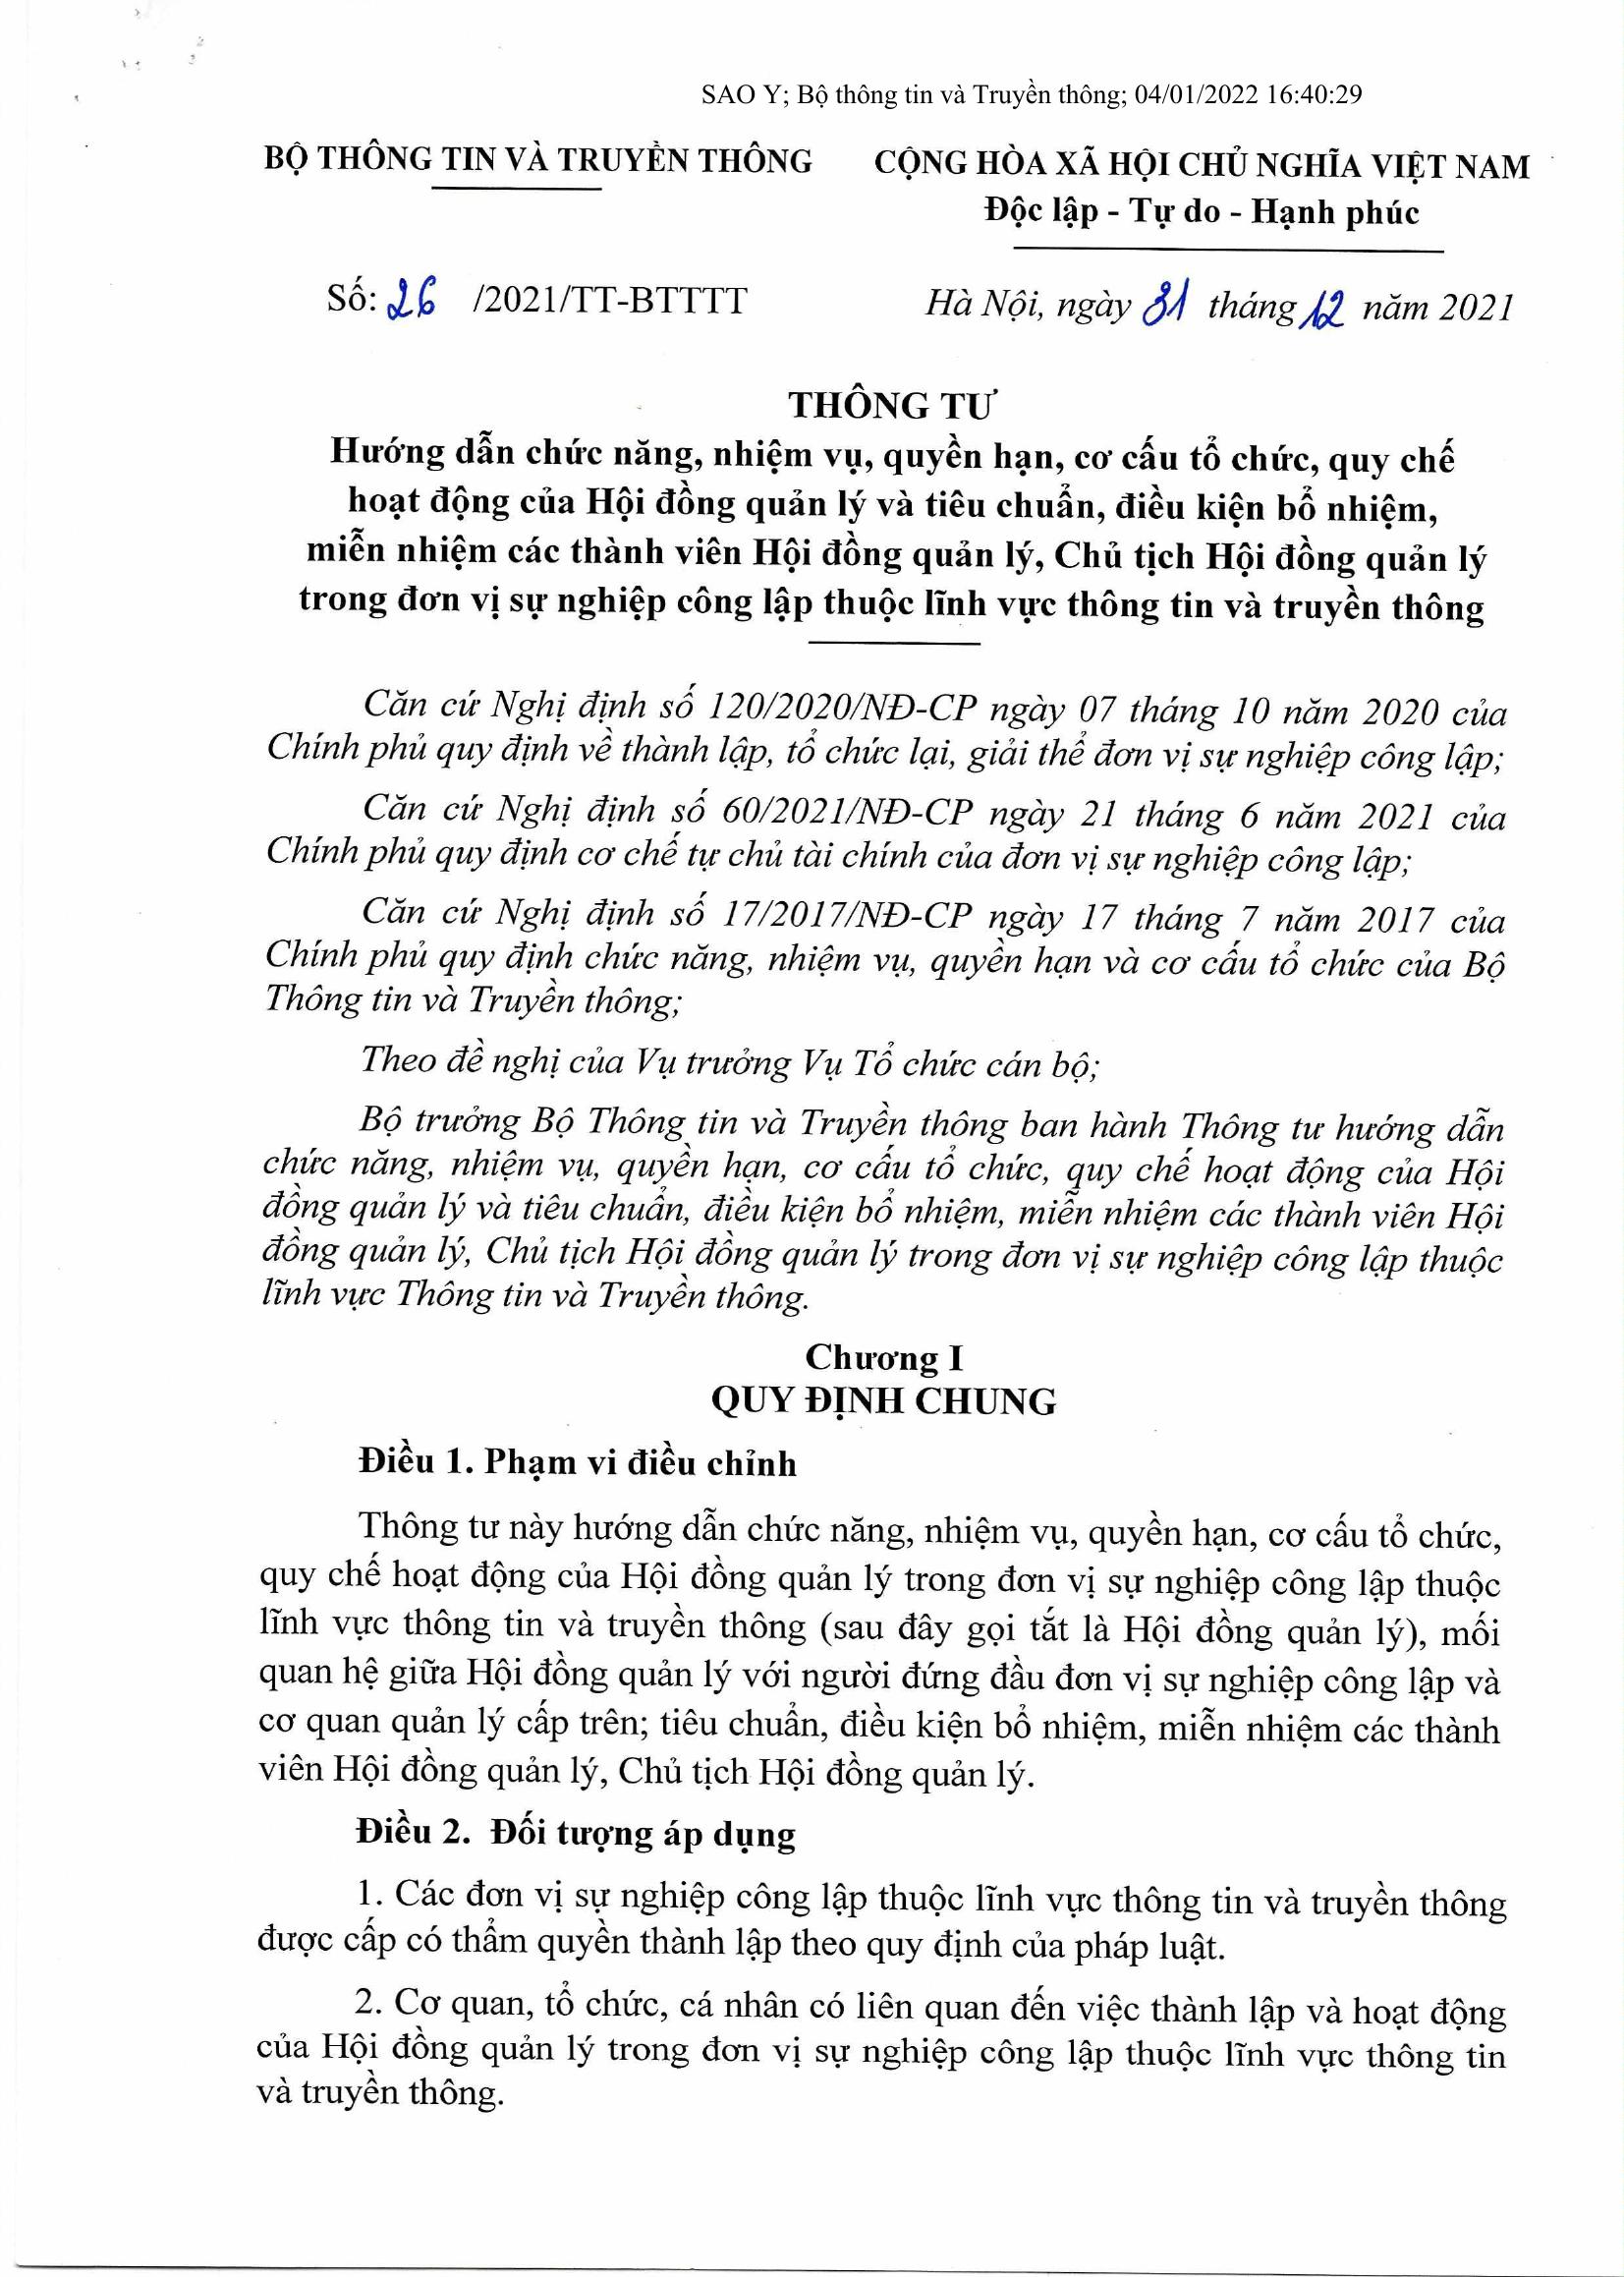 SAO Y; Bộ thông tin và Truyền thông; 04/01/2022 16:40:29
BỘ THÔNG TIN VÀ TRUYỀN THÔNG
CỘNG HÒA XÃ HỘI CHỦ NGHĨA VIỆT NAM
Độc lập - Tự do - Hạnh phúc
Số: 26 /2021/TT-BTTTT
Hà Nội, ngày 31 tháng 12 năm 2021
THÔNG TƯ
Hướng dẫn chức năng, nhiệm vụ, quyền hạn, cơ cấu tổ chức, quy chế
hoạt động của Hội đồng quản lý và tiêu chuẩn, điều kiện bổ nhiệm,
miễn nhiệm các thành viên Hội đồng quản lý, Chủ tịch Hội đồng quản lý
trong đơn vị sự nghiệp công lập thuộc lĩnh vực thông tin và truyền thông
Căn cứ Nghị định số 120/2020/NĐ-CP ngày 07 tháng 10 năm 2020 của
Chính phủ quy định về thành lập, tổ chức lại, giải thể đơn vị sự nghiệp công lập;
Căn cứ Nghị định số 60/2021/NĐ-CP ngày 21 tháng 6 năm 2021 của
Chính phủ quy định cơ chế tự chủ tài chính của đơn vị sự nghiệp công lập;
Căn cứ Nghị định số 17/2017/NĐ-CP ngày 17 tháng 7 năm 2017 của
Chính phủ quy định chức năng, nhiệm vụ, quyền hạn và cơ cấu tổ chức của Bộ
Thông tin và Truyền thông;
Theo đề nghị của Vụ trưởng Vụ Tổ chức cán bộ;
Bộ trưởng Bộ Thông tin và Truyền thông ban hành Thông tư hướng dẫn
chức năng, nhiệm vụ, quyền hạn, cơ cấu tổ chức, quy chế hoạt động của Hội
đồng quản lý và tiêu chuẩn, điều kiện bổ nhiệm, miễn nhiệm các thành viên Hội
đồng quản lý, Chủ tịch Hội đồng quản lý trong đơn vị sự nghiệp công lập thuộc
lĩnh vực Thông tin và Truyền thông.
Chương I
QUY ĐỊNH CHUNG
Điều 1. Phạm vi điều chỉnh
Thông tư này hướng dẫn chức năng, nhiệm vụ, quyền hạn, cơ cấu tổ chức,
quy chế hoạt động của Hội đồng quản lý trong đơn vị sự nghiệp công lập thuộc
lĩnh vực thông tin và truyền thông (sau đây gọi tắt là Hội đồng quản lý), mối
quan hệ giữa Hội đồng quản lý với người đứng đầu đơn vị sự nghiệp công lập và
cơ quan quản lý cấp trên; tiêu chuẩn, điều kiện bổ nhiệm, miễn nhiệm các thành
viên Hội đồng quản lý, Chủ tịch Hội đồng quản lý.
Điều 2. Đối tượng áp dụng
1. Các đơn vị sự nghiệp công lập thuộc lĩnh vực thông tin và truyền thông
được cấp có thẩm quyền thành lập theo quy định của pháp luật.
2. Cơ quan, tổ chức, cá nhân có liên quan đến việc thành lập và hoạt động
của Hội đồng quản lý trong đơn vị sự nghiệp công lập thuộc lĩnh vực thông tin
và truyền thông.